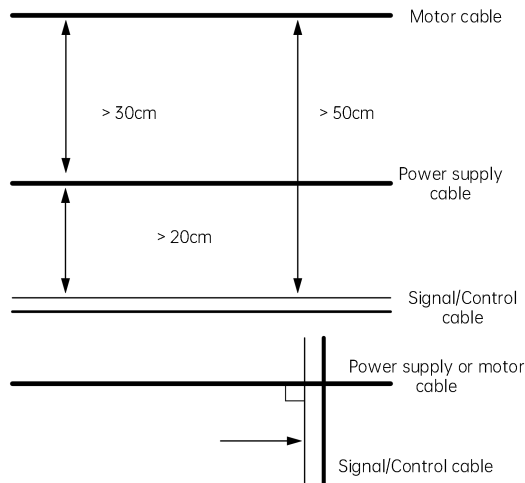 Motor cable
> 30cm
> 50cm
Power supply
cable
> 20cm
Signal/Control
cable
Power supply or motor
cable
Signal/Control cable